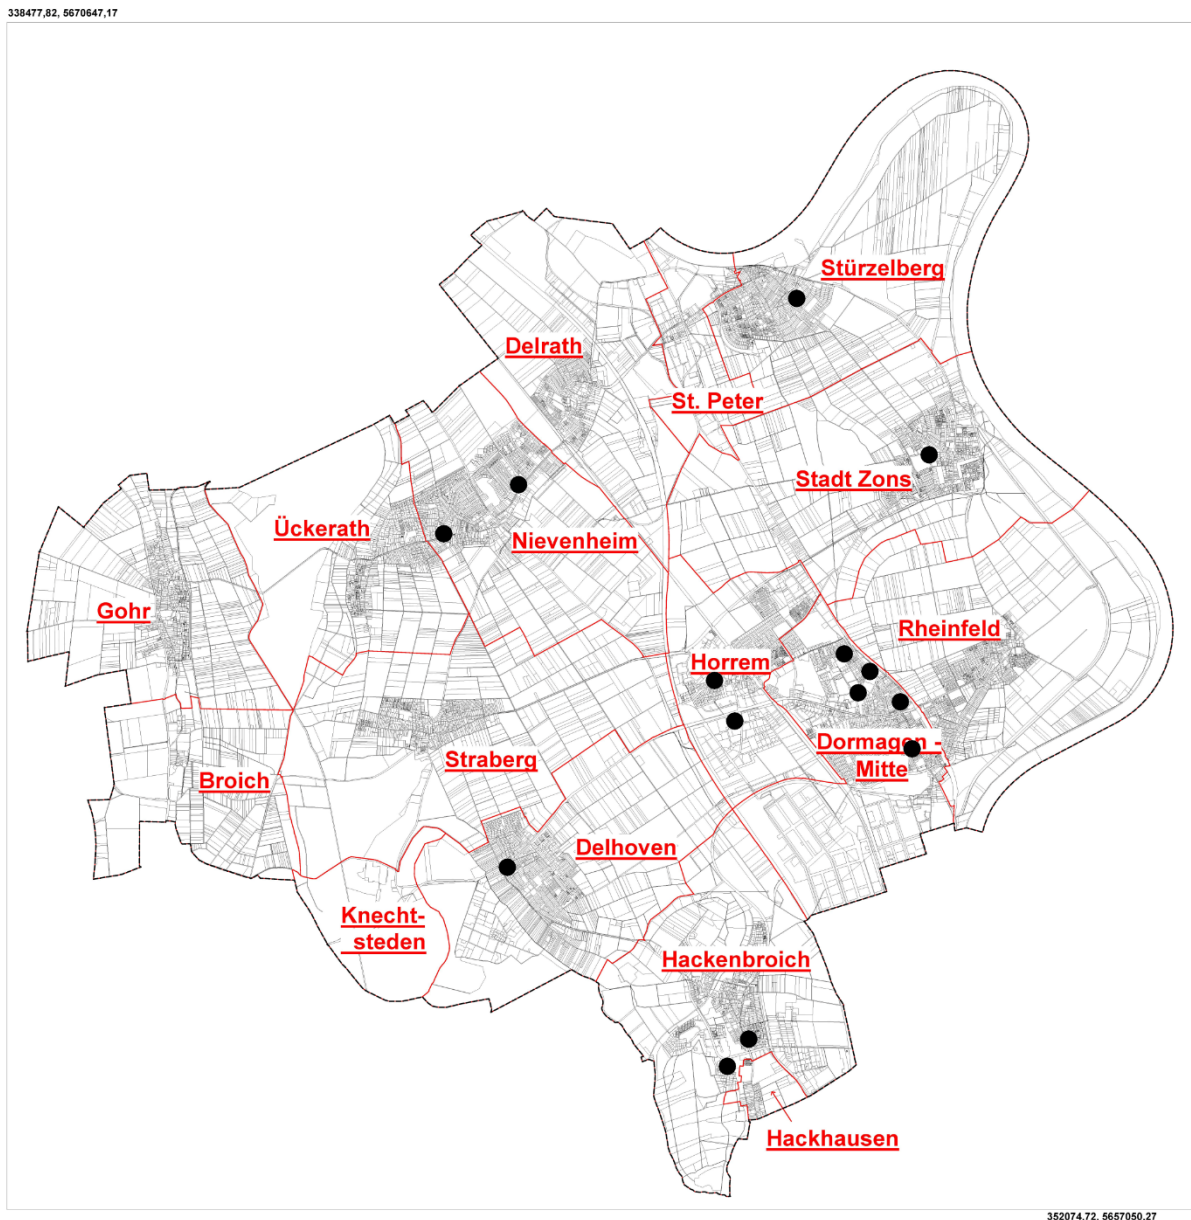 338477,82, 5670647,17
Stürzelberg
Delrath
St. Peter
Stadt Zons
Ückerath
Nievenheim
Gohr
Rheinfeld
Horrem
Dormagen -
Mitte
Straberg
Broich
Delhoven
Knecht-
steden
Hackenbroich
Hackhausen
352074,72, 5657050,27